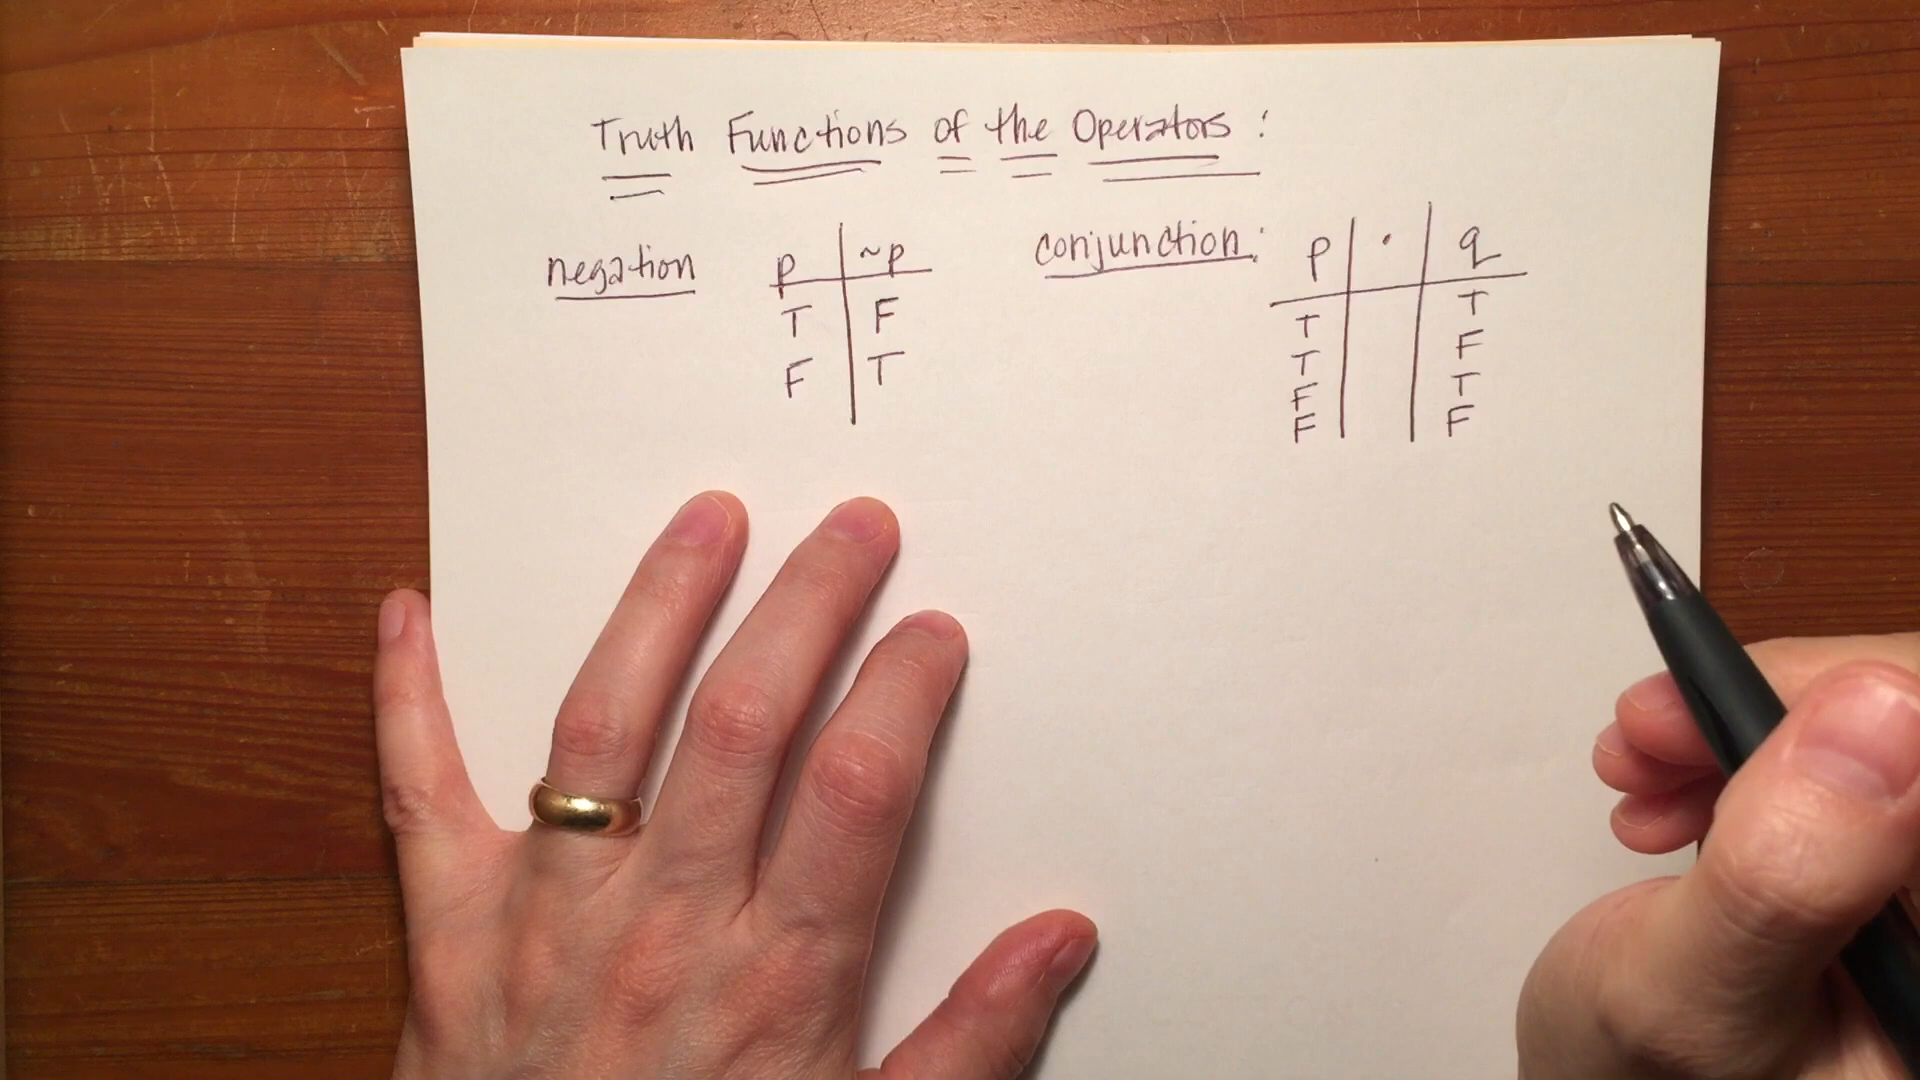 Truth Functions of the Operators :
negation
p ~p
T F
F T
conjunction:
p · q
T T
T F
F T
F F